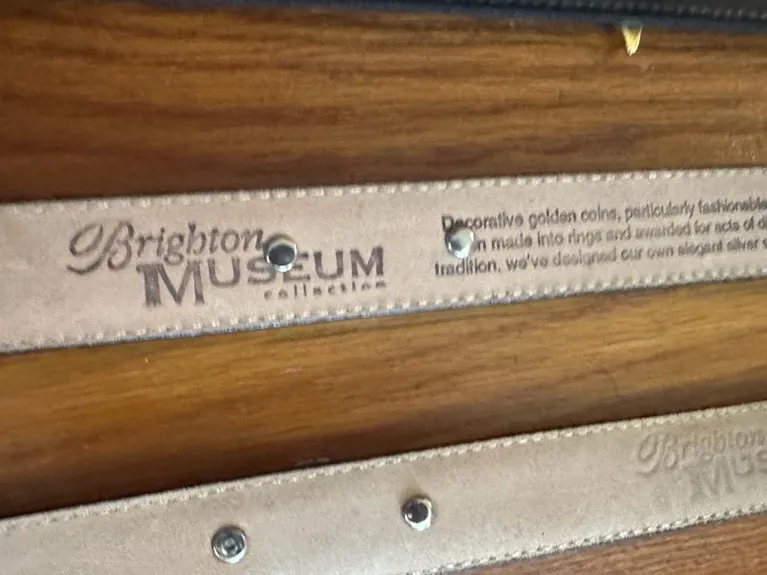 Brighton
MUSEUM
collection
Decorative golden coins, particularly fashionable
made into rings and awarded for acts of
tradition, we've designed our own elegant silver
Brighton